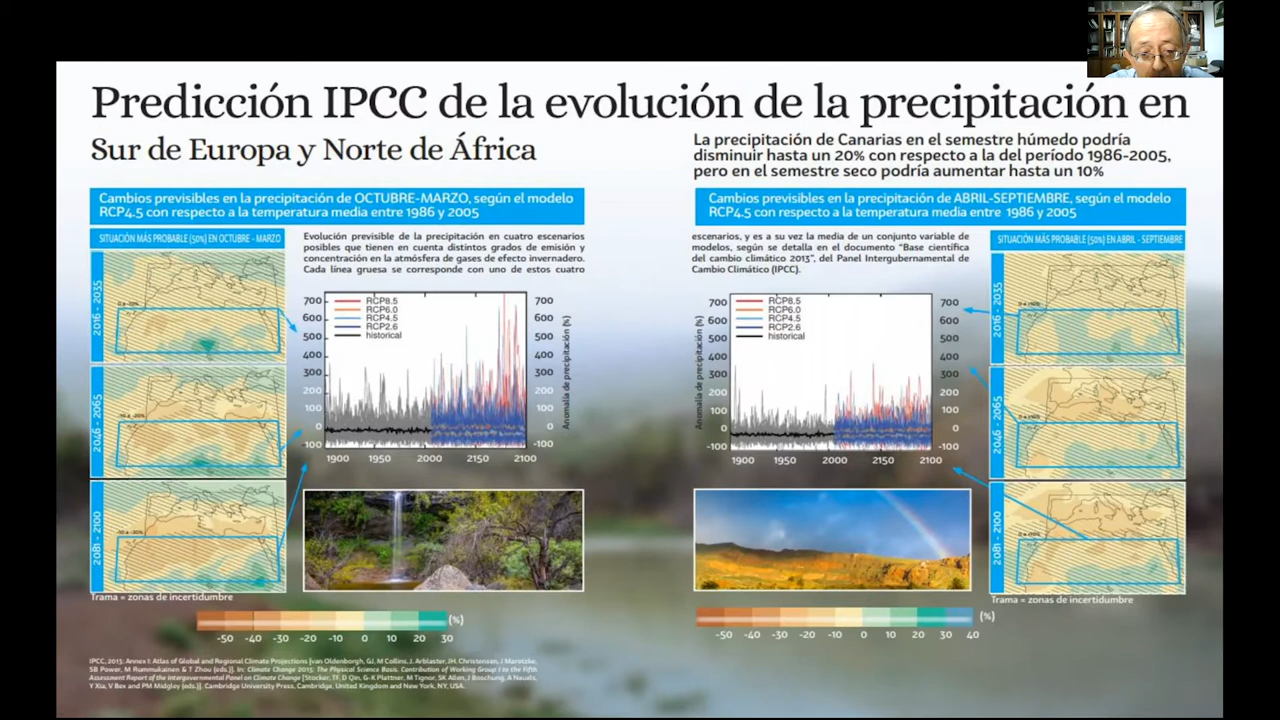 Predicción IPCC de la evolución de la precipitación en
Sur de Europa y Norte de África
La precipitación de Canarias en el semestre húmedo podría
disminuir hasta un 20% con respecto a la del período 1986-2005,
pero en el semestre seco podría aumentar hasta un 10%
Cambios previsibles en la precipitación de OCTUBRE-MARZO, según el modelo
RCP4.5 con respecto a la temperatura media entre 1986 y 2005
SITUACIÓN MÁS PROBABLE (50%) EN OCTUBRE - MARZO
2016 - 2035
2046 - 2065
2081 - 2100
Trama = zonas de incertidumbre
Evolución previsible de la precipitación en cuatro escenarios
posibles que tienen en cuenta distintos grados de emisión y
concentración en la atmósfera de gases de efecto invernadero.
Cada línea gruesa se corresponde con uno de estos cuatro
700
600
500
400
300
200
100
0
-100
RCP8.5
RCP6.0
RCP4.5
RCP2.6
historical
700
600
500
400
300
200
100
0
-100
Anomalía de precipitación (%)
1900 1950 2000 2150 2100
(%)
-50 -40 -30 -20 -10 0 10 20 30
Cambios previsibles en la precipitación de ABRIL-SEPTIEMBRE, según el modelo
RCP4.5 con respecto a la temperatura media entre 1986 y 2005
escenarios, y es a su vez la media de un conjunto variable de
modelos, según se detalla en el documento "Base científica
del cambio climático 2013", del Panel Intergubernamental de
Cambio Climático (IPCC).
Anomalía de precipitación (%)
700
600
500
400
300
200
100
0
-100
RCP8.5
RCP6.0
RCP4.5
RCP2.6
historical
700
600
500
400
300
200
100
0
-100
1900 1950 2000 2150 2100
SITUACIÓN MÁS PROBABLE (50%) EN ABRIL - SEPTIEMBRE
2016 - 2035
2046 - 2065
2081 - 2100
Trama = zonas de incertidumbre
(%)
-50 -40 -30 -20 -10 0 10 20 30 40
IPCC, 2013: Annex I: Atlas of Global and Regional Climate Projections [van Oldenborgh, GJ, M Collins, J. Arblaster, JH. Christensen, J Marotzke,
SB Power, M Rummukainen & T Zhou (eds.)]. In: Climate Change 2013: The Physical Science Basis. Contribution of Working Group I to the Fifth
Assessment Report of the Intergovernmental Panel on Climate Change [Stocker, TF. D Qin, G-K Plattner, M Tignor, SK Allen, J Boschung, A Nauels,
Y Xia, V Bex and PM Midgley (eds.)]. Cambridge University Press, Cambridge, United Kingdom and New York, NY, USA.